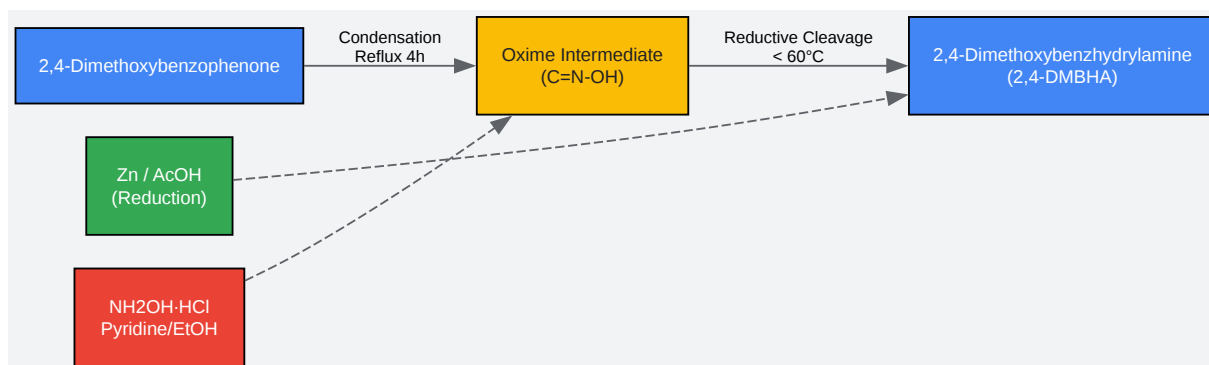 2,4-Dimethoxybenzophenone
Condensation
Reflux 4h
Oxime Intermediate
(C=N-OH)
Reductive Cleavage
< 60°C
2,4-Dimethoxybenzhydrylamine
(2,4-DMBHA)
Zn / AcOH
(Reduction)
NH2OH·HCl
Pyridine/EtOH